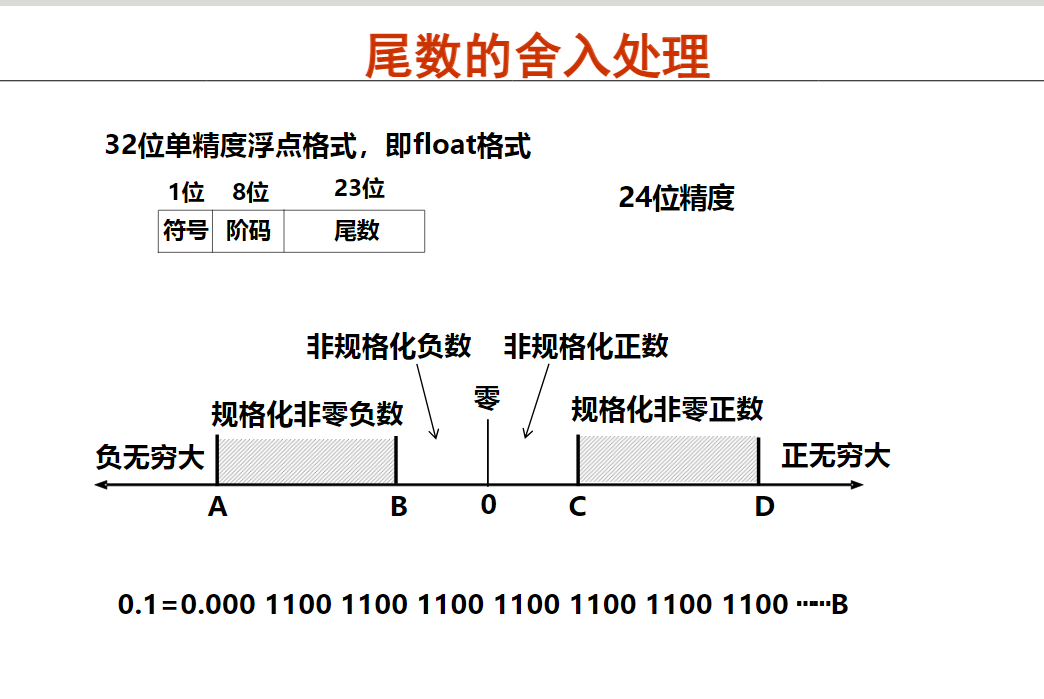 尾数的舍入处理
32位单精度浮点格式，即float格式
1位 8位 23位
符号 阶码 尾数
24位精度
非规格化负数 非规格化正数
零
规格化非零负数 规格化非零正数
负无穷大 正无穷大
A B 0 C D
0.1=0.000 1100 1100 1100 1100 1100 1100 1100 ······B